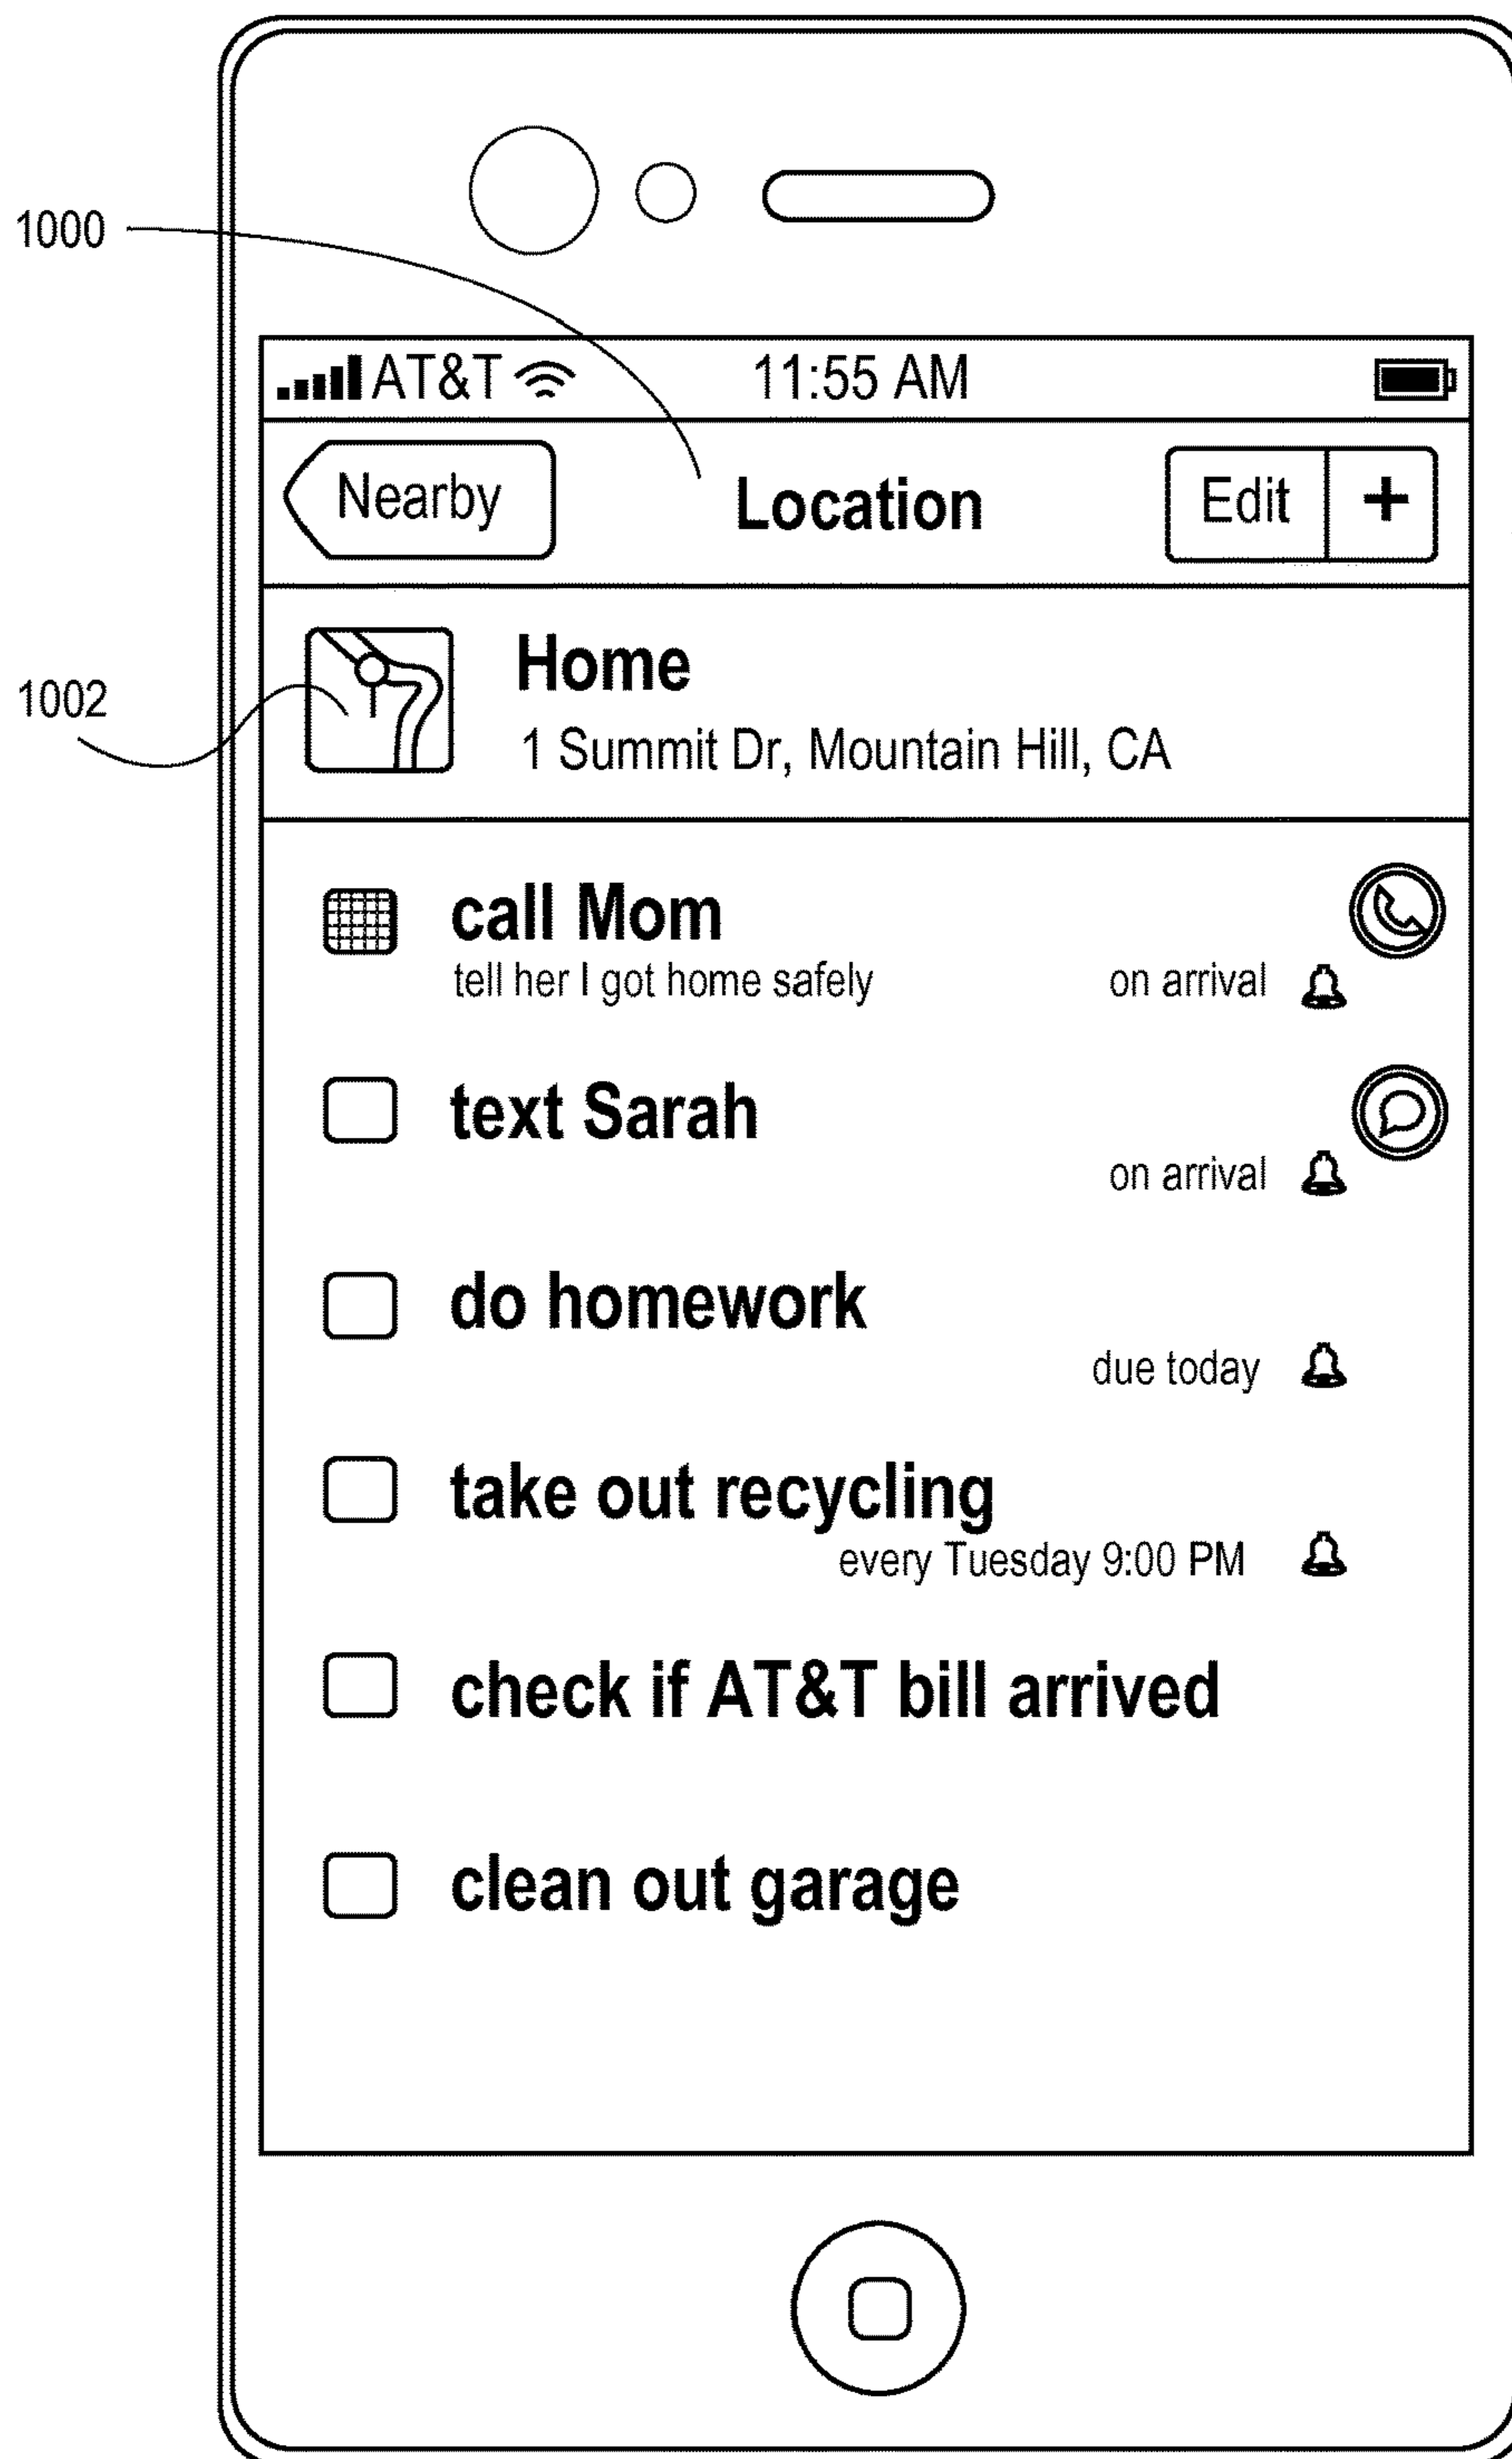 1000
AT&T 11:55 AM
Nearby Location Edit +
1002
Home
1 Summit Dr, Mountain Hill, CA
call Mom
tell her I got home safely on arrival
text Sarah
on arrival
do homework
due today
take out recycling
every Tuesday 9:00 PM
check if AT&T bill arrived
clean out garage